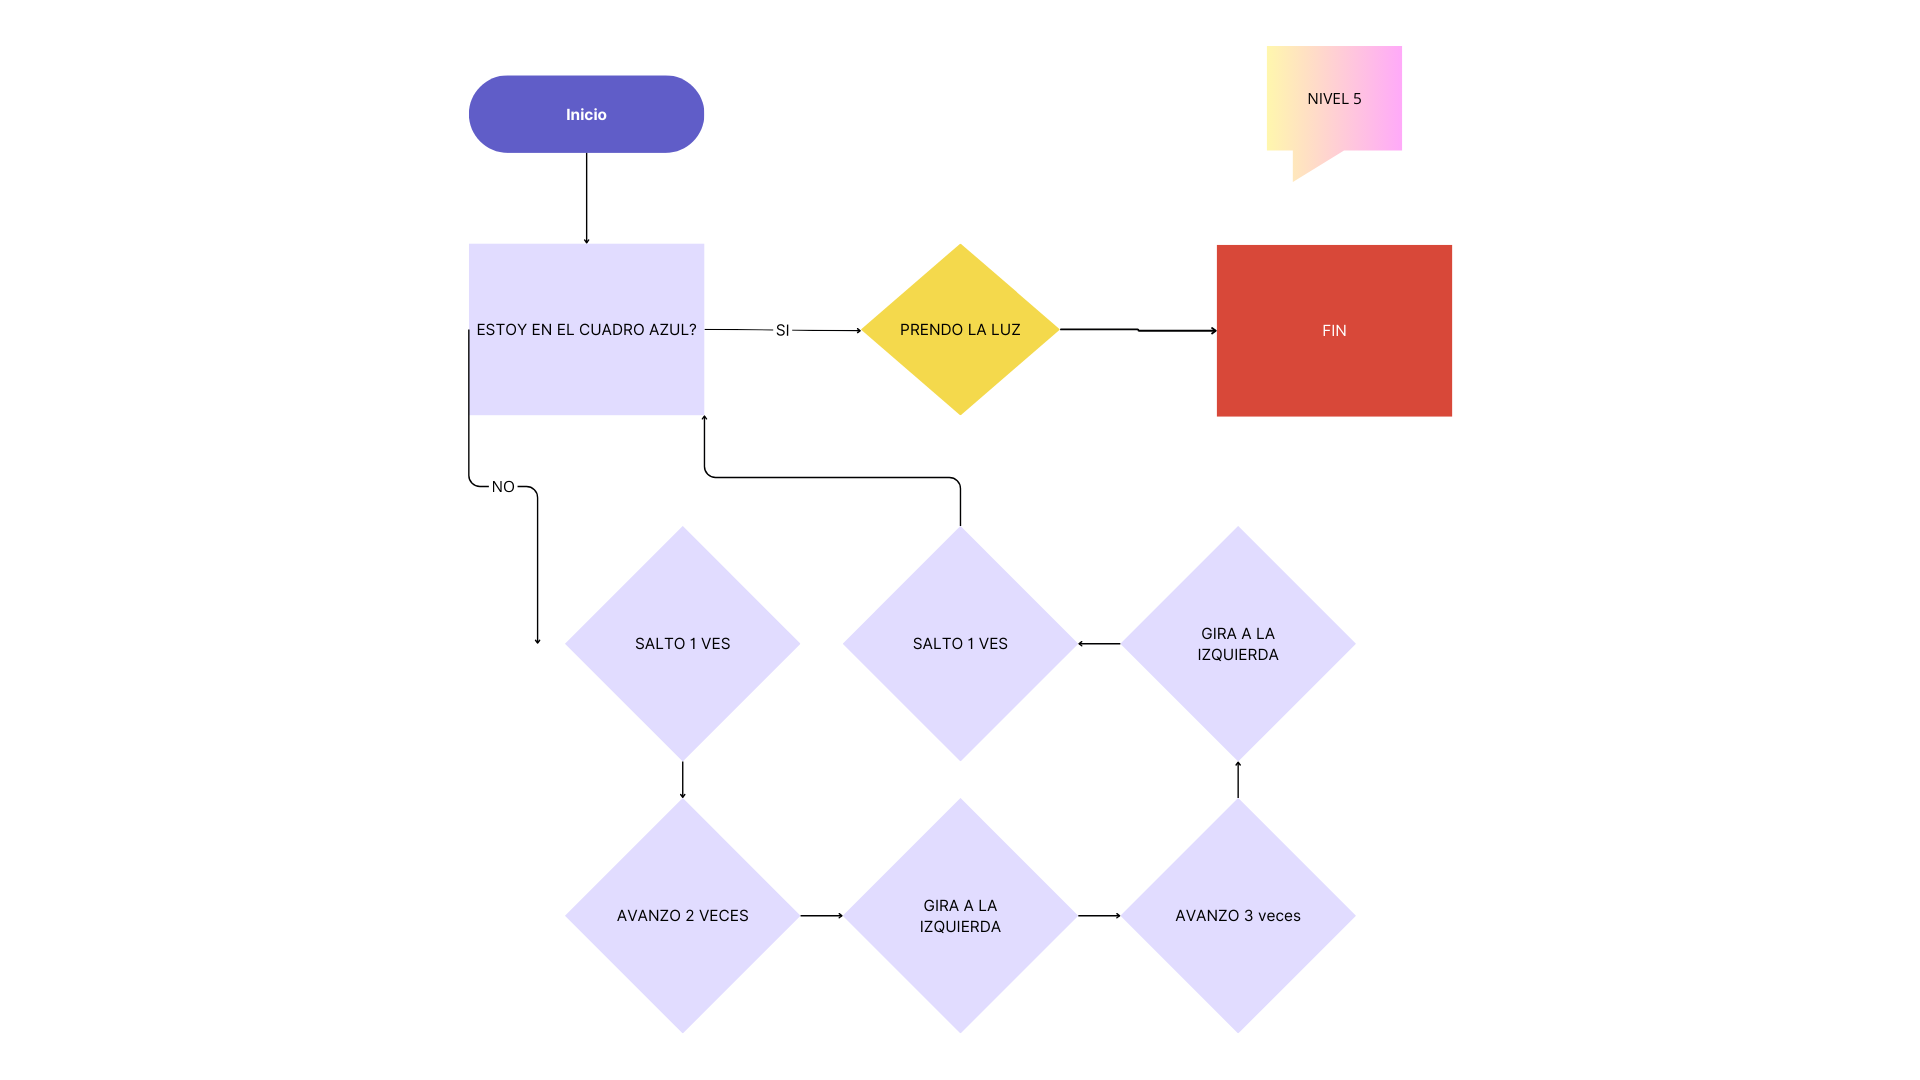 Inicio
NIVEL 5
ESTOY EN EL CUADRO AZUL?
SI
PRENDO LA LUZ
FIN
NO
SALTO 1 VES
SALTO 1 VES
GIRA A LA
IZQUIERDA
AVANZO 2 VECES
GIRA A LA
IZQUIERDA
AVANZO 3 veces